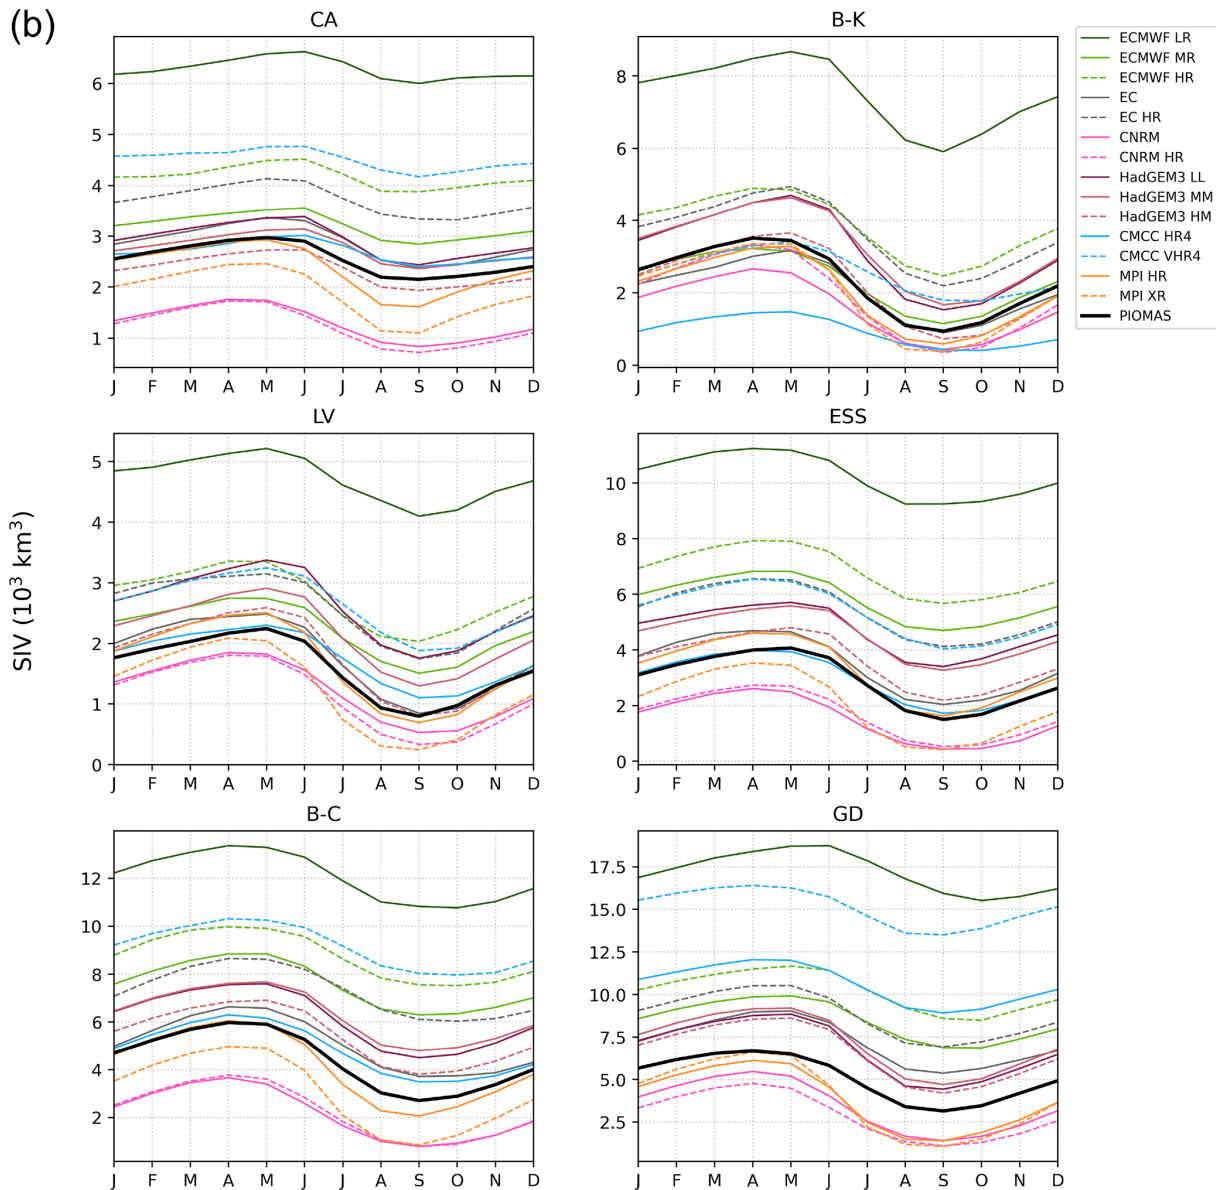 (b)
CA
6
5
4
3
2
1
J F M A M J J A S O N D
B-K
8
6
4
2
0
J F M A M J J A S O N D
ECMWF LR
ECMWF MR
ECMWF HR
EC
EC HR
CNRM
CNRM HR
HadGEM3 LL
HadGEM3 MM
HadGEM3 HM
CMCC HR4
CMCC VHR4
MPI HR
MPI XR
PIOMAS
SIV (10³ km³)
LV
5
4
3
2
1
0
J F M A M J J A S O N D
ESS
10
8
6
4
2
0
J F M A M J J A S O N D
B-C
12
10
8
6
4
2
J F M A M J J A S O N D
GD
17.5
15.0
12.5
10.0
7.5
5.0
2.5
J F M A M J J A S O N D